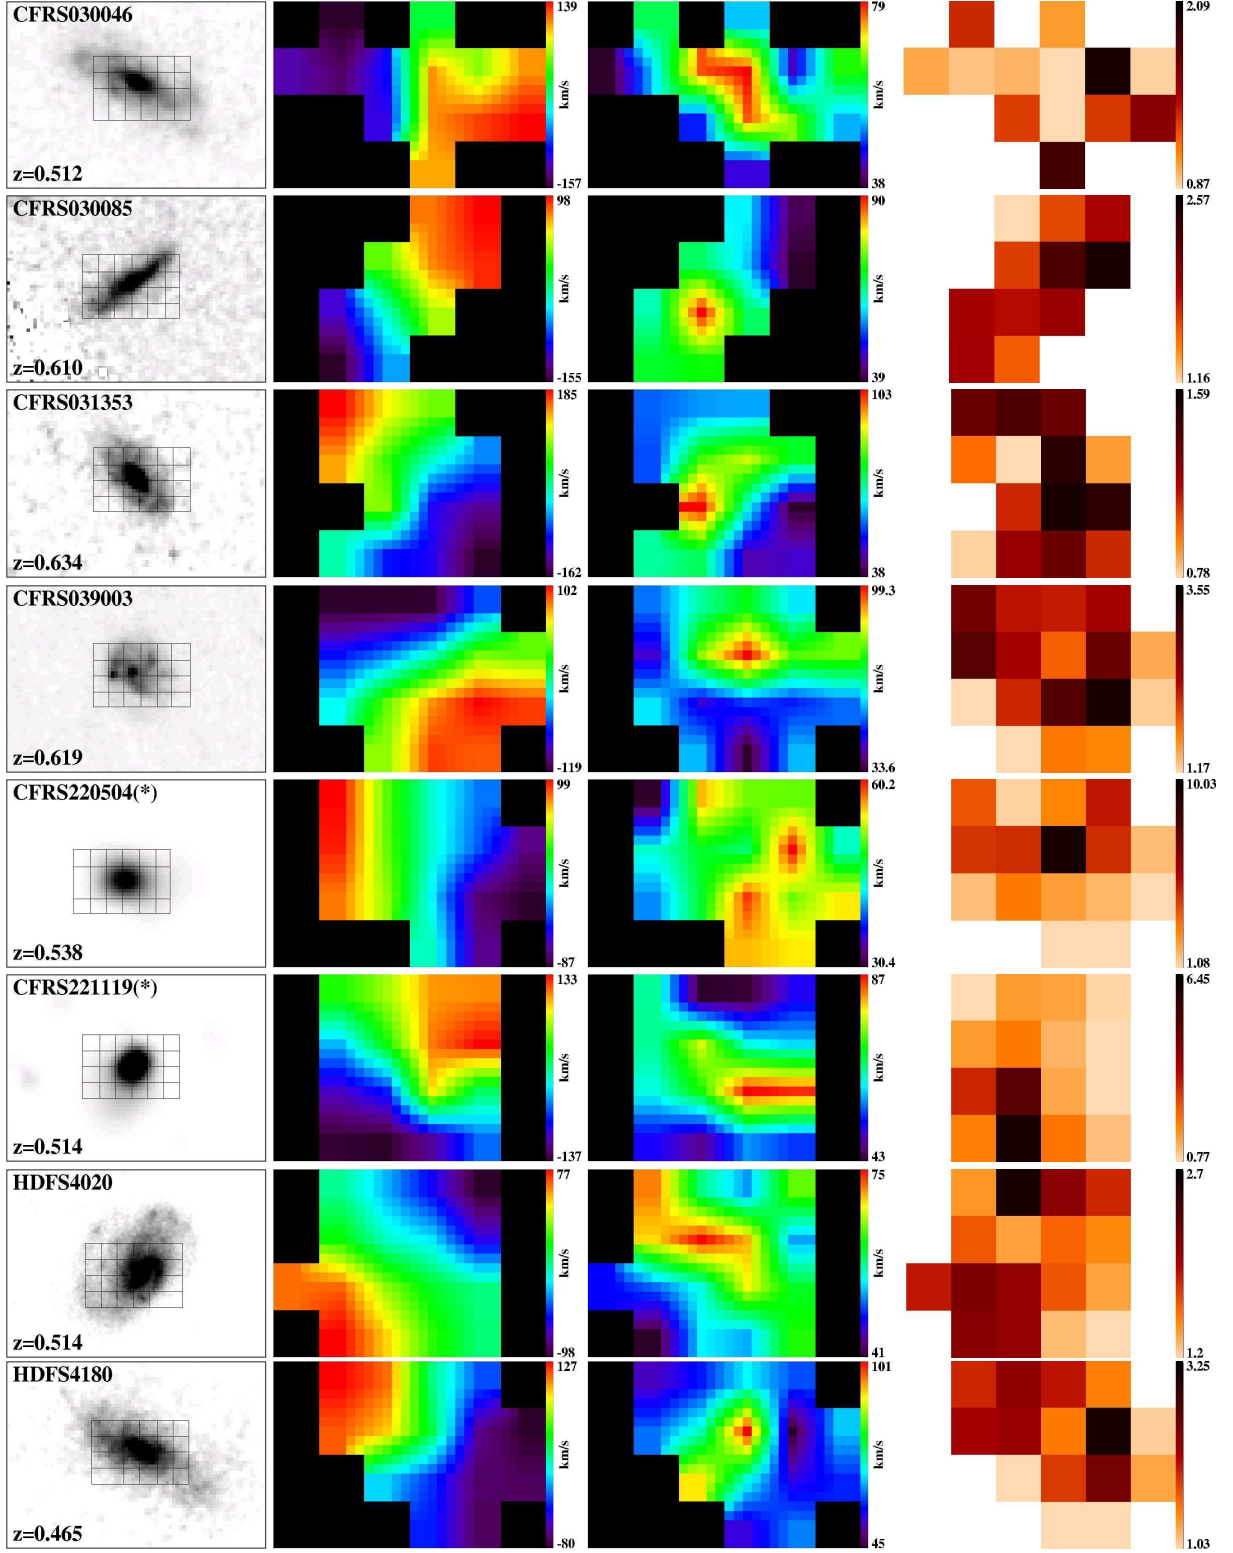 CFRS030046
z=0.512
139
km/s
-157
79
km/s
38
2.09
0.87
CFRS030085
z=0.610
98
km/s
-155
90
km/s
39
2.57
1.16
CFRS031353
z=0.634
185
km/s
-162
103
km/s
38
1.59
0.78
CFRS039003
z=0.619
102
km/s
-119
99.3
km/s
33.6
3.55
1.17
CFRS220504(*)
z=0.538
99
km/s
-87
60.2
km/s
30.4
10.03
1.08
CFRS221119(*)
z=0.514
133
km/s
-137
87
km/s
43
6.45
0.77
HDFS4020
z=0.514
77
km/s
-98
75
km/s
41
2.7
1.2
HDFS4180
z=0.465
127
km/s
-80
101
km/s
45
3.25
1.03